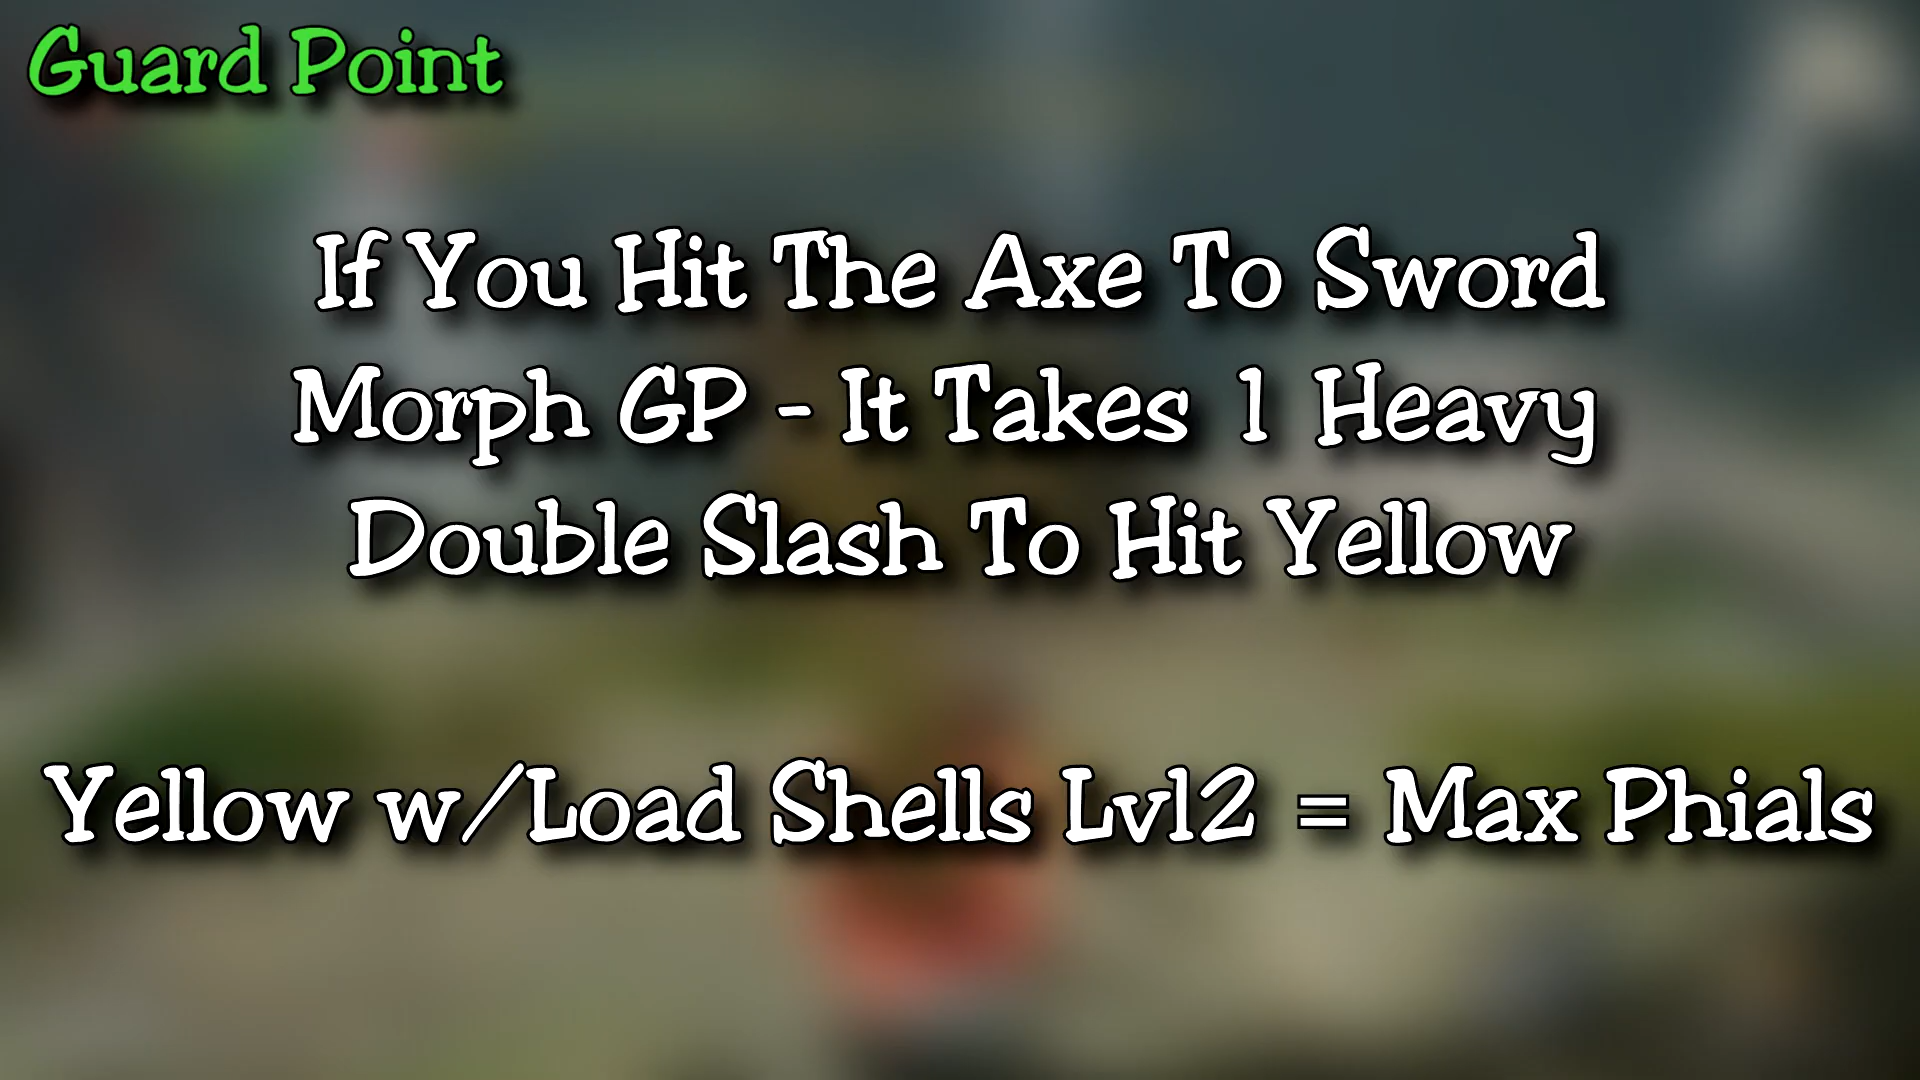 Guard Point
If You Hit The Axe To Sword
Morph GP - It Takes 1 Heavy
Double Slash To Hit Yellow
Yellow w/Load Shells Lvl2 = Max Phials